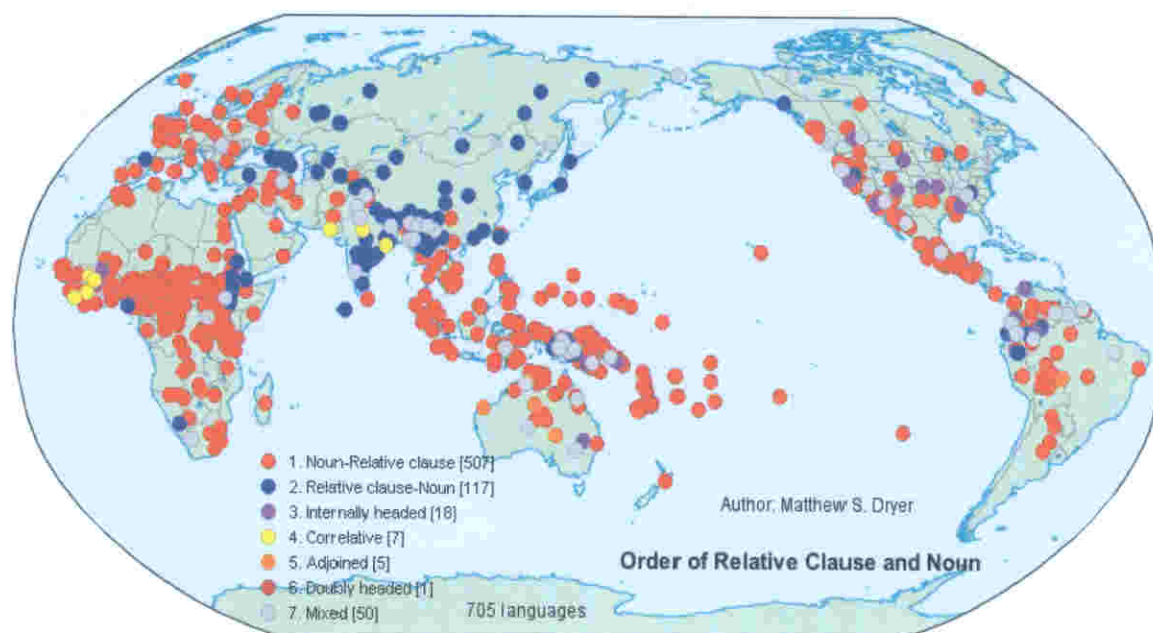 1. Noun-Relative clause [507]
2. Relative clause-Noun [117]
3. Internally headed [18]
4. Correlative [7]
5. Adjoined [5]
6. Doubly headed [1]
7. Mixed [50]
705 languages
Author: Matthew S. Dryer
Order of Relative Clause and Noun